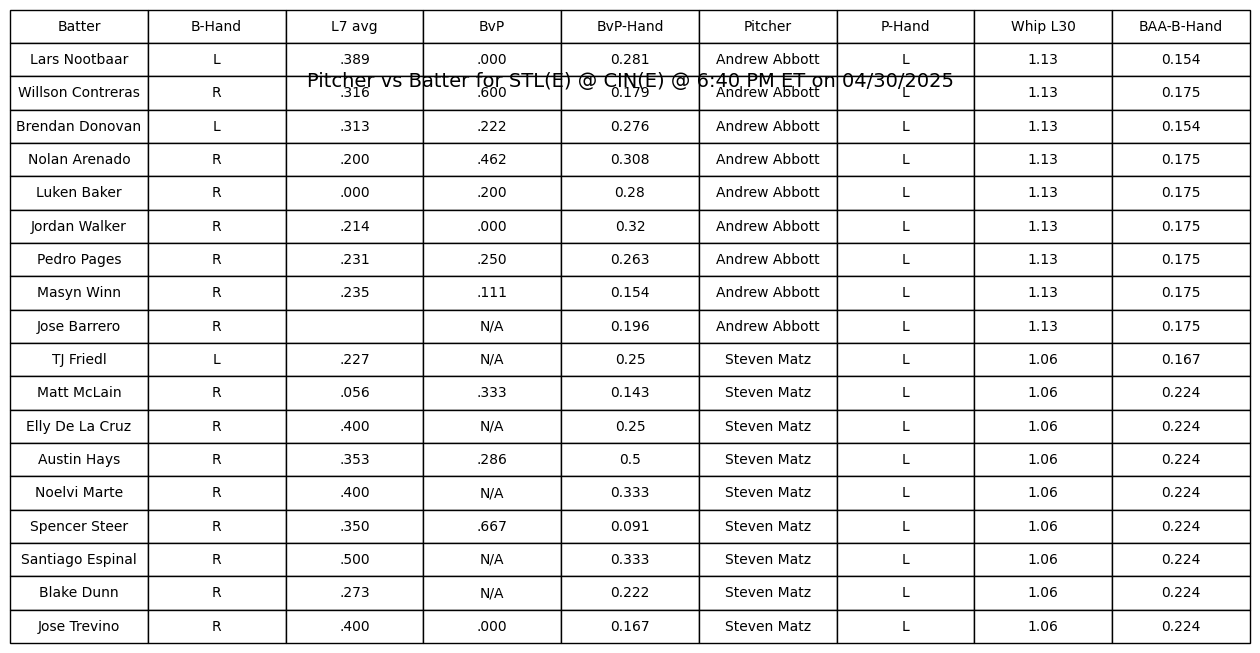 Batter B-Hand L7 avg BvP BvP-Hand Pitcher P-Hand Whip L30 BAA-B-Hand
Lars Nootbaar L .389 .000 0.281 Andrew Abbott L 1.13 0.154
Pitcher vs Batter for STL(E) @ CIN(E) @ 6:40 PM ET on 04/30/2025
Willson Contreras R .316 .600 0.179 Andrew Abbott L 1.13 0.175
Brendan Donovan L .313 .222 0.276 Andrew Abbott L 1.13 0.154
Nolan Arenado R .200 .462 0.308 Andrew Abbott L 1.13 0.175
Luken Baker R .000 .200 0.28 Andrew Abbott L 1.13 0.175
Jordan Walker R .214 .000 0.32 Andrew Abbott L 1.13 0.175
Pedro Pages R .231 .250 0.263 Andrew Abbott L 1.13 0.175
Masyn Winn R .235 .111 0.154 Andrew Abbott L 1.13 0.175
Jose Barrero R N/A 0.196 Andrew Abbott L 1.13 0.175
TJ Friedl L .227 N/A 0.25 Steven Matz L 1.06 0.167
Matt McLain R .056 .333 0.143 Steven Matz L 1.06 0.224
Elly De La Cruz R .400 N/A 0.25 Steven Matz L 1.06 0.224
Austin Hays R .353 .286 0.5 Steven Matz L 1.06 0.224
Noelvi Marte R .400 N/A 0.333 Steven Matz L 1.06 0.224
Spencer Steer R .350 .667 0.091 Steven Matz L 1.06 0.224
Santiago Espinal R .500 N/A 0.333 Steven Matz L 1.06 0.224
Blake Dunn R .273 N/A 0.222 Steven Matz L 1.06 0.224
Jose Trevino R .400 .000 0.167 Steven Matz L 1.06 0.224